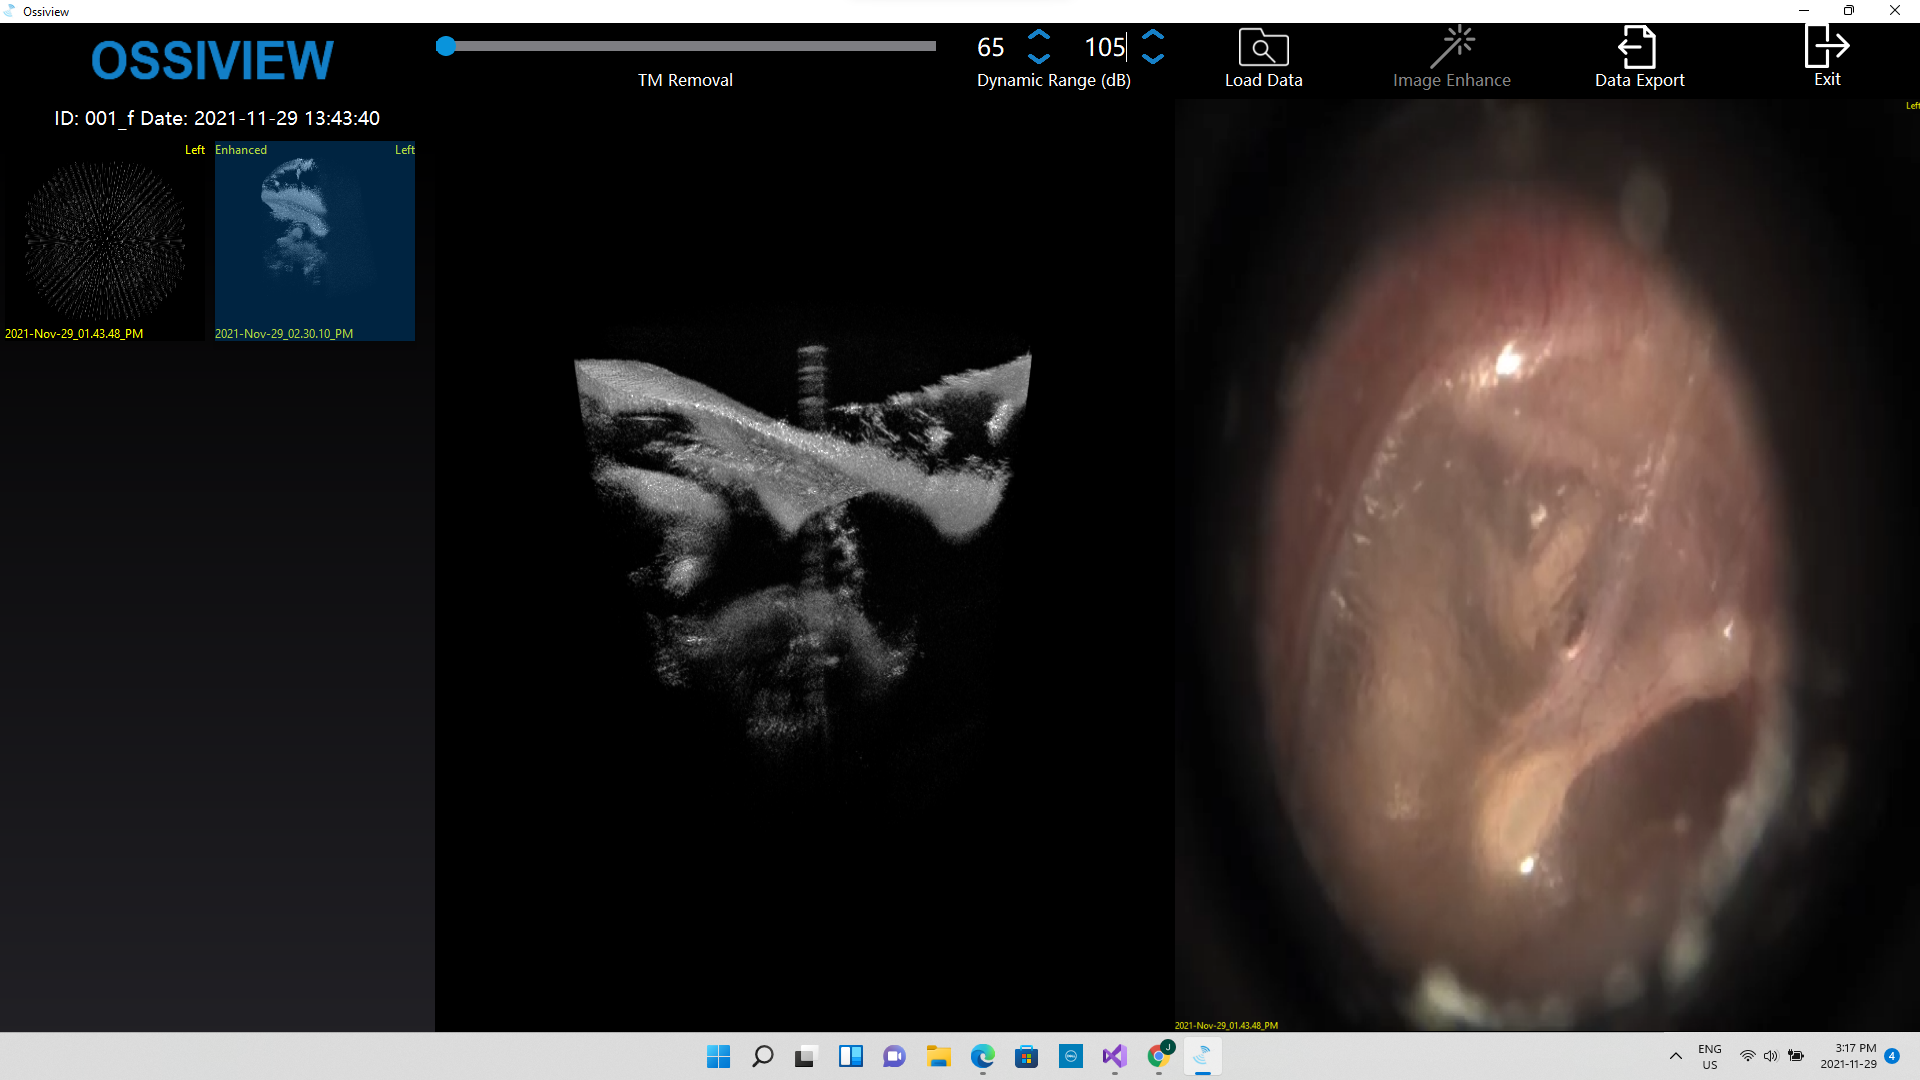 Ossiview
OSSIVIEW
65
105
TM Removal
Dynamic Range (dB)
Load Data
Image Enhance
Data Export
Exit
ID: 001_f Date: 2021-11-29 13:43:40
Left
2021-Nov-29_01.43.48_PM
Enhanced
Left
2021-Nov-29_02.30.10_PM
Left
2021-Nov-29_01.43.48_PM
J
ENG
US
3:17 PM
2021-11-29
4